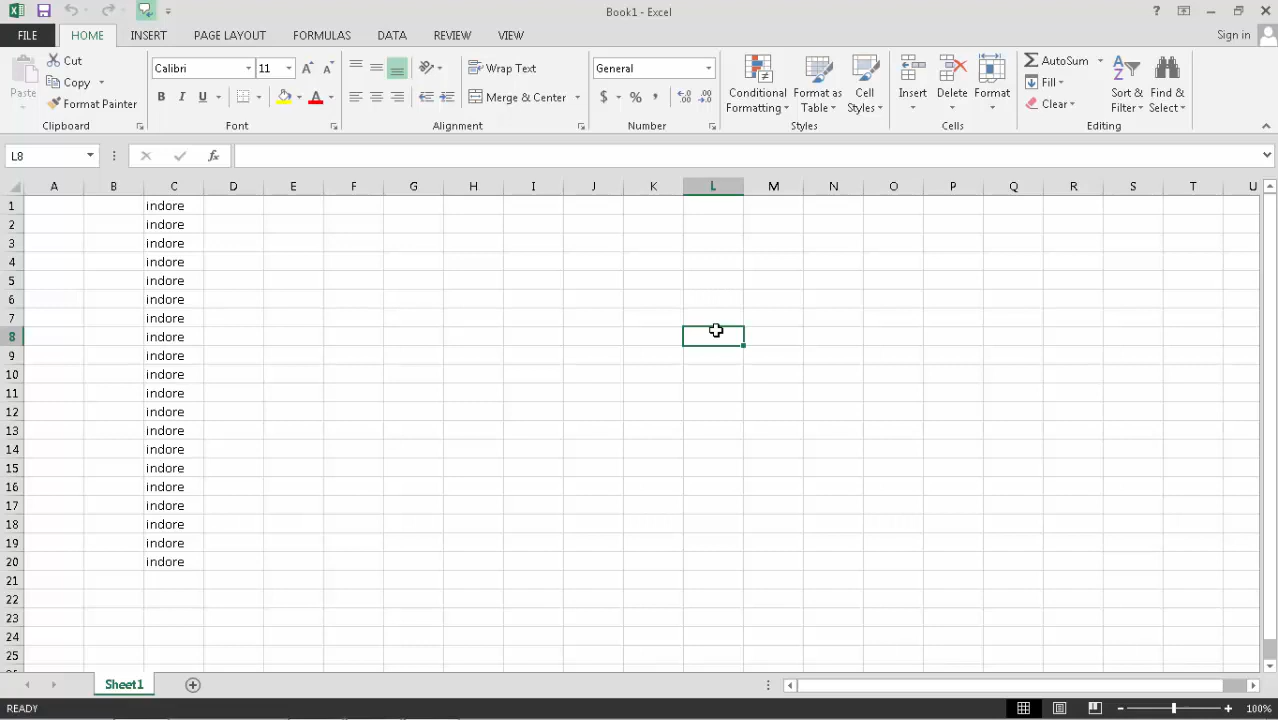 Book1 - Excel
?
FILE HOME INSERT PAGE LAYOUT FORMULAS DATA REVIEW VIEW Sign in
Paste
Cut
Copy
Format Painter
Clipboard
Calibri 11
B I U
Font
Wrap Text
Merge & Center
Alignment
General
$ % ,
Number
Conditional Formatting
Format as Table
Cell Styles
Styles
Insert
Delete
Format
Cells
AutoSum
Fill
Clear
Sort & Filter
Find & Select
Editing
L8
A B C D E F G H I J K L M N O P Q R S T U
1 indore
2 indore
3 indore
4 indore
5 indore
6 indore
7 indore
8 indore
9 indore
10 indore
11 indore
12 indore
13 indore
14 indore
15 indore
16 indore
17 indore
18 indore
19 indore
20 indore
21
22
23
24
25
Sheet1
READY 100%